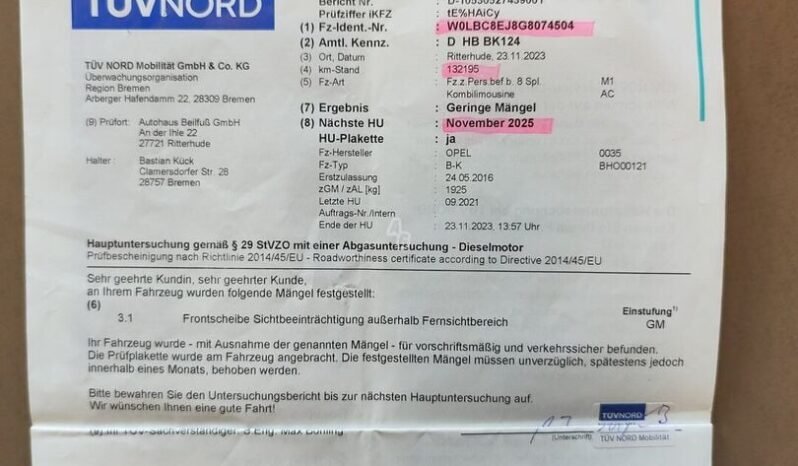 TÜVNORD
Bericht Nr.
Prüfziffer iKFZ : tE%HAiCy
(1) Fz-Ident.-Nr. : W0LBC8EJ8G8074504
(2) Amtl. Kennz. : D HB BK124
(3) Ort, Datum : Ritterhude, 23.11.2023
(4) km-Stand : 132195
(5) Fz-Art : Fz.z.Pers.bef.b. 8 Spl. M1
Kombilimousine AC
(7) Ergebnis : Geringe Mängel
(8) Nächste HU : November 2025
HU-Plakette : ja
Fz-Hersteller : OPEL 0035
Fz-Typ : B-K BHO00121
Erstzulassung : 24.05.2016
zGM / zAL [kg] : 1925
Letzte HU : 09.2021
Auftrags-Nr./Intern :
Ende der HU : 23.11.2023, 13:57 Uhr
TÜV NORD Mobilität GmbH & Co. KG
Überwachungsorganisation
Region Bremen
Arberger Hafendamm 22, 28309 Bremen
(9) Prüfort: Autohaus Beilfuß GmbH
An der Ihle 22
27721 Ritterhude
Halter : Bastian Kück
Clamersdorfer Str. 28
28757 Bremen
Hauptuntersuchung gemäß § 29 StVZO mit einer Abgasuntersuchung - Dieselmotor
Prüfbescheinigung nach Richtlinie 2014/45/EU - Roadworthiness certificate according to Directive 2014/45/EU
Sehr geehrte Kundin, sehr geehrter Kunde,
an Ihrem Fahrzeug wurden folgende Mängel festgestellt:
(6) Einstufung¹⁾
3.1 Frontscheibe Sichtbeeinträchtigung außerhalb Fernsichtbereich GM
Ihr Fahrzeug wurde - mit Ausnahme der genannten Mängel - für vorschriftsmäßig und verkehrssicher befunden.
Die Prüfplakette wurde am Fahrzeug angebracht. Die festgestellten Mängel müssen unverzüglich, spätestens jedoch
innerhalb eines Monats, behoben werden.
Bitte bewahren Sie den Untersuchungsbericht bis zur nächsten Hauptuntersuchung auf.
Wir wünschen Ihnen eine gute Fahrt!
TÜVNORD
(9) Ihr TÜV-Sachverständiger: Max
(Unterschrift) TÜV NORD Mobilität